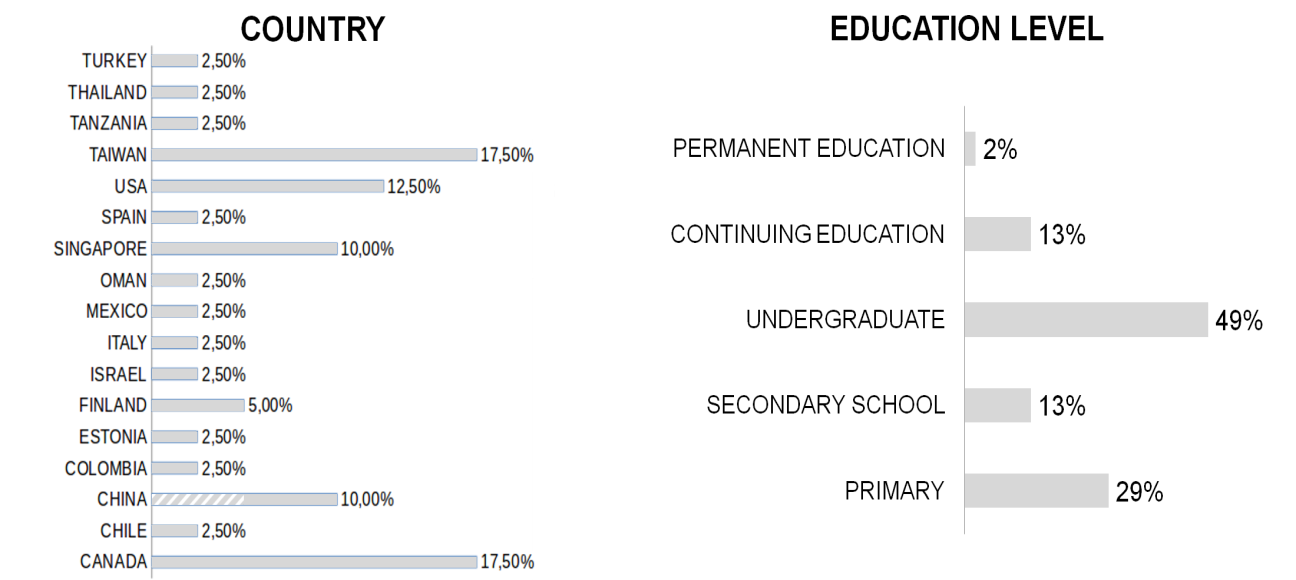 COUNTRY
TURKEY 2,50%
THAILAND 2,50%
TANZANIA 2,50%
TAIWAN 17,50%
USA 12,50%
SPAIN 2,50%
SINGAPORE 10,00%
OMAN 2,50%
MEXICO 2,50%
ITALY 2,50%
ISRAEL 2,50%
FINLAND 5,00%
ESTONIA 2,50%
COLOMBIA 2,50%
CHINA 10,00%
CHILE 2,50%
CANADA 17,50%
EDUCATION LEVEL
PERMANENT EDUCATION 2%
CONTINUING EDUCATION 13%
UNDERGRADUATE 49%
SECONDARY SCHOOL 13%
PRIMARY 29%